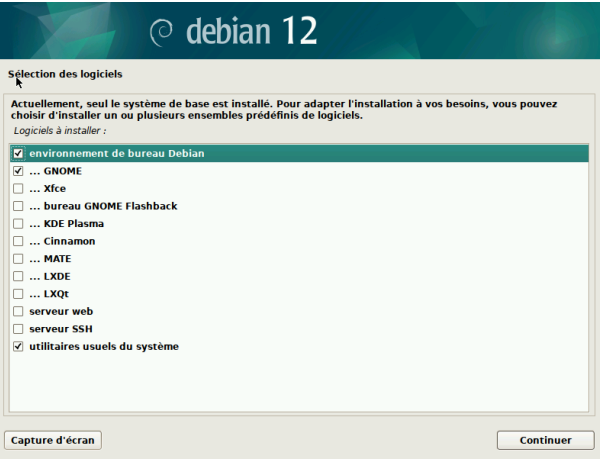 debian 12
Sélection des logiciels
Actuellement, seul le système de base est installé. Pour adapter l'installation à vos besoins, vous pouvez
choisir d'installer un ou plusieurs ensembles prédéfinis de logiciels.
Logiciels à installer :
environnement de bureau Debian
... GNOME
... Xfce
... bureau GNOME Flashback
... KDE Plasma
... Cinnamon
... MATE
... LXDE
... LXQt
serveur web
serveur SSH
utilitaires usuels du système
Capture d'écran
Continuer